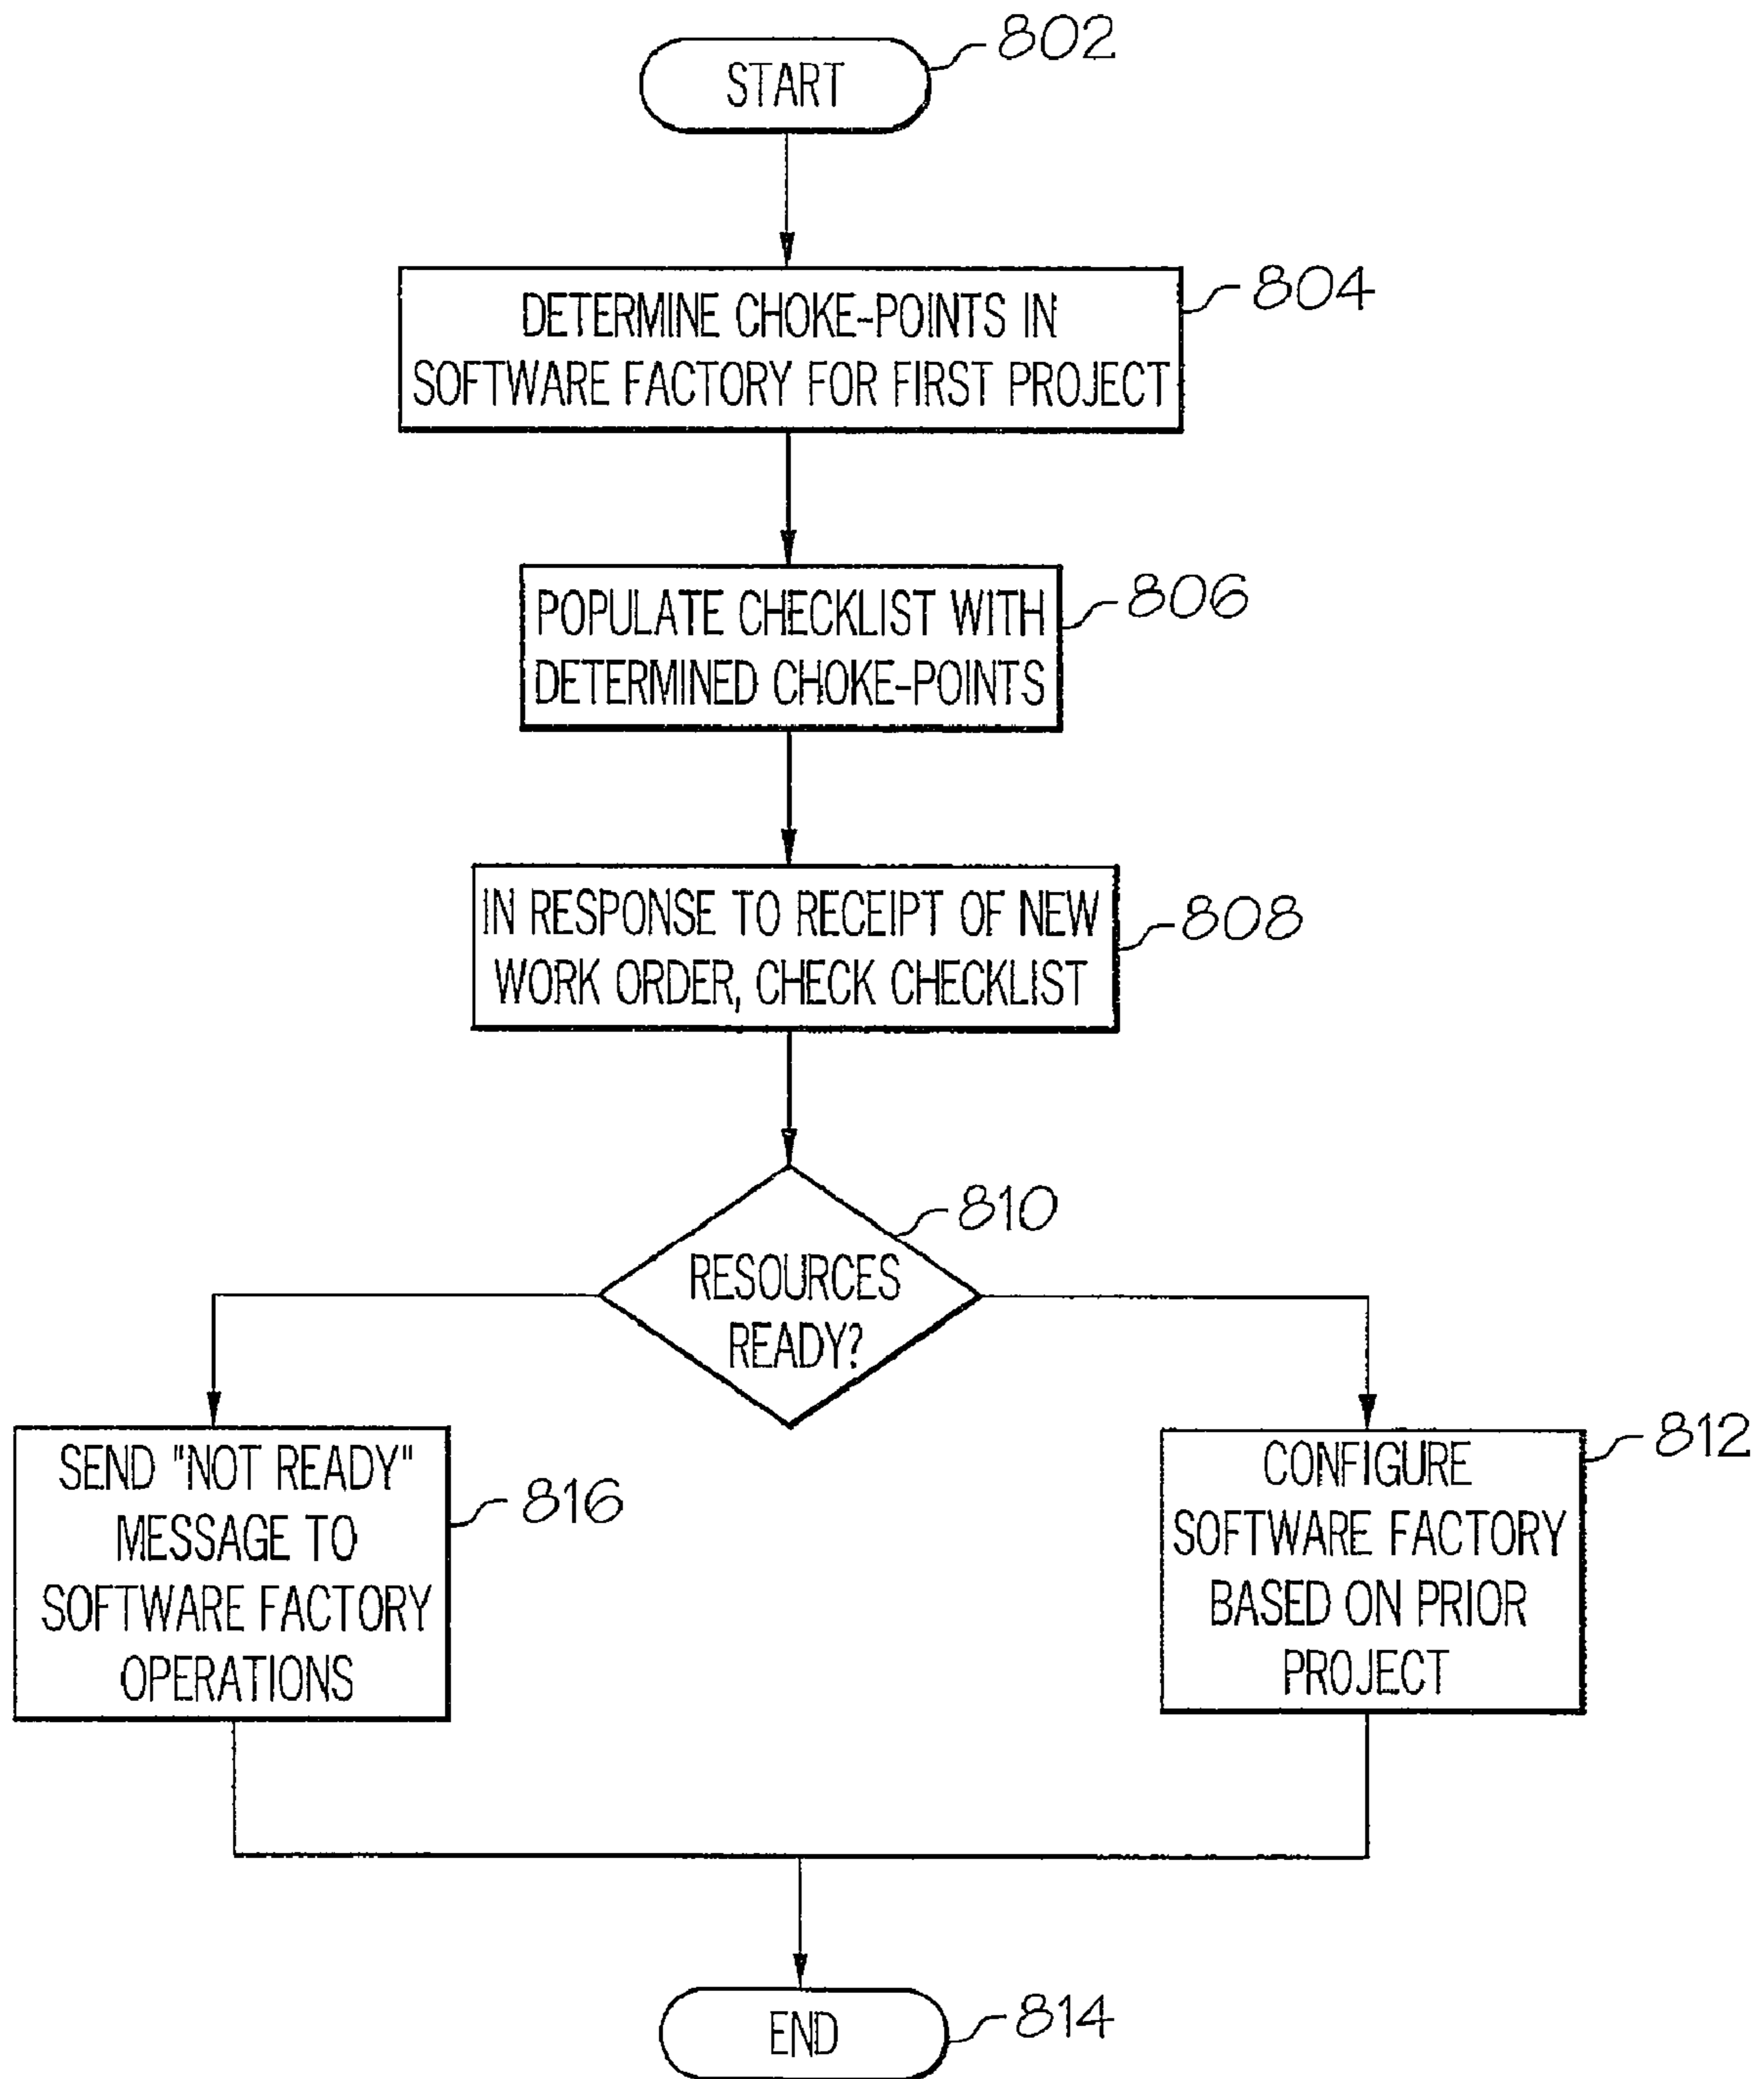 802
START
804
DETERMINE CHOKE-POINTS IN
SOFTWARE FACTORY FOR FIRST PROJECT
806
POPULATE CHECKLIST WITH
DETERMINED CHOKE-POINTS
808
IN RESPONSE TO RECEIPT OF NEW
WORK ORDER, CHECK CHECKLIST
810
RESOURCES
READY?
816
SEND "NOT READY"
MESSAGE TO
SOFTWARE FACTORY
OPERATIONS
812
CONFIGURE
SOFTWARE FACTORY
BASED ON PRIOR
PROJECT
END
814